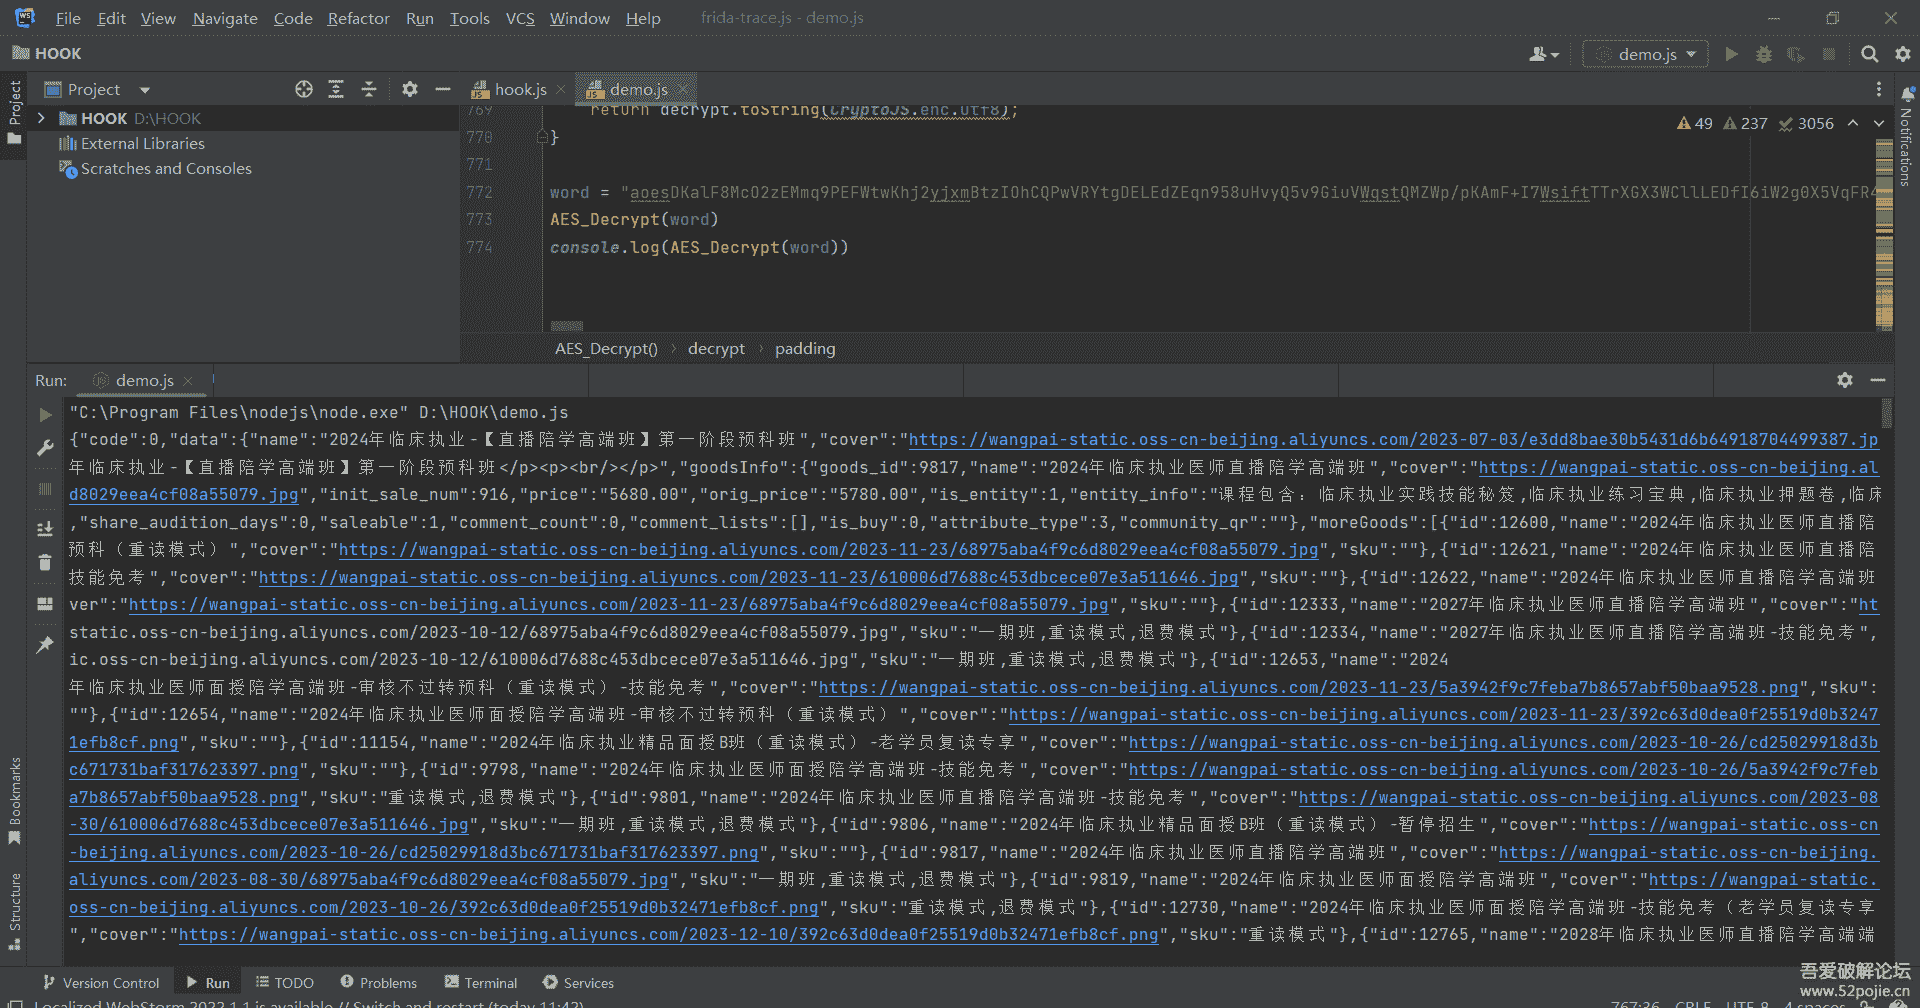 File Edit View Navigate Code Refactor Run Tools VCS Window Help frida-trace.js - demo.js
HOOK
demo.js
Project
hook.js
demo.js
HOOK D:\HOOK
External Libraries
Scratches and Consoles
49 237 3056
769 return decrypt.toString(CryptoJS.enc.Utf8);
770 }
771
772 word = "aoesDKalF8McO2zEMmq9PEFWtwKhj2yjxmBtzIOhCQPwVRYtgDELEdZEqn958uHvyQ5v9GiuVWqstQMZWp/pKAmF+I7WsiftTTrXGX3WCllLEDfI6iW2g0X5VqFR4
773 AES_Decrypt(word)
774 console.log(AES_Decrypt(word))
AES_Decrypt() › decrypt › padding
Project
Notifications
Run: demo.js
"C:\Program Files\nodejs\node.exe" D:\HOOK\demo.js
{"code":0,"data":{"name":"2024年临床执业-【直播陪学高端班】第一阶段预科班","cover":"https://wangpai-static.oss-cn-beijing.aliyuncs.com/2023-07-03/e3dd8bae30b5431d6b64918704499387.jp
年临床执业-【直播陪学高端班】第一阶段预科班</p><p><br/></p>","goodsInfo":{"goods_id":9817,"name":"2024年临床执业医师直播陪学高端班","cover":"https://wangpai-static.oss-cn-beijing.al
d8029eea4cf08a55079.jpg","init_sale_num":916,"price":"5680.00","orig_price":"5780.00","is_entity":1,"entity_info":"课程包含：临床执业实践技能秘笈,临床执业练习宝典,临床执业押题卷,临床
,"share_audition_days":0,"saleable":1,"comment_count":0,"comment_lists":[],"is_buy":0,"attribute_type":3,"community_qr":""},"moreGoods":[{"id":12600,"name":"2024年临床执业医师直播陪
预科（重读模式）","cover":"https://wangpai-static.oss-cn-beijing.aliyuncs.com/2023-11-23/68975aba4f9c6d8029eea4cf08a55079.jpg","sku":""},{"id":12621,"name":"2024年临床执业医师直播陪
技能免考","cover":"https://wangpai-static.oss-cn-beijing.aliyuncs.com/2023-11-23/610006d7688c453dbcece07e3a511646.jpg","sku":""},{"id":12622,"name":"2024年临床执业医师直播陪学高端班
ver":"https://wangpai-static.oss-cn-beijing.aliyuncs.com/2023-11-23/68975aba4f9c6d8029eea4cf08a55079.jpg","sku":""},{"id":12333,"name":"2027年临床执业医师直播陪学高端班","cover":"ht
static.oss-cn-beijing.aliyuncs.com/2023-10-12/68975aba4f9c6d8029eea4cf08a55079.jpg","sku":"一期班,重读模式,退费模式"},{"id":12334,"name":"2027年临床执业医师直播陪学高端班-技能免考",
ic.oss-cn-beijing.aliyuncs.com/2023-10-12/610006d7688c453dbcece07e3a511646.jpg","sku":"一期班,重读模式,退费模式"},{"id":12653,"name":"2024
年临床执业医师面授陪学高端班-审核不过转预科（重读模式）-技能免考","cover":"https://wangpai-static.oss-cn-beijing.aliyuncs.com/2023-11-23/5a3942f9c7feba7b8657abf50baa9528.png","sku":
""},{"id":12654,"name":"2024年临床执业医师面授陪学高端班-审核不过转预科（重读模式）","cover":"https://wangpai-static.oss-cn-beijing.aliyuncs.com/2023-11-23/392c63d0dea0f25519d0b3247
1efb8cf.png","sku":""},{"id":11154,"name":"2024年临床执业精品面授B班（重读模式）-老学员复读专享","cover":"https://wangpai-static.oss-cn-beijing.aliyuncs.com/2023-10-26/cd25029918d3b
c671731baf317623397.png","sku":""},{"id":9798,"name":"2024年临床执业医师面授陪学高端班-技能免考","cover":"https://wangpai-static.oss-cn-beijing.aliyuncs.com/2023-10-26/5a3942f9c7feb
a7b8657abf50baa9528.png","sku":"重读模式,退费模式"},{"id":9801,"name":"2024年临床执业医师直播陪学高端班-技能免考","cover":"https://wangpai-static.oss-cn-beijing.aliyuncs.com/2023-08
-30/610006d7688c453dbcece07e3a511646.jpg","sku":"一期班,重读模式,退费模式"},{"id":9806,"name":"2024年临床执业精品面授B班（重读模式）-暂停招生","cover":"https://wangpai-static.oss-cn
-beijing.aliyuncs.com/2023-10-26/cd25029918d3bc671731baf317623397.png","sku":""},{"id":9817,"name":"2024年临床执业医师直播陪学高端班","cover":"https://wangpai-static.oss-cn-beijing.
aliyuncs.com/2023-08-30/68975aba4f9c6d8029eea4cf08a55079.jpg","sku":"一期班,重读模式,退费模式"},{"id":9819,"name":"2024年临床执业医师面授陪学高端班","cover":"https://wangpai-static.
oss-cn-beijing.aliyuncs.com/2023-10-26/392c63d0dea0f25519d0b32471efb8cf.png","sku":"重读模式,退费模式"},{"id":12730,"name":"2024年临床执业医师面授陪学高端班-技能免考（老学员复读专享
","cover":"https://wangpai-static.oss-cn-beijing.aliyuncs.com/2023-12-10/392c63d0dea0f25519d0b32471efb8cf.png","sku":"重读模式"},{"id":12765,"name":"2028年临床执业医师直播陪学高端端
Bookmarks
Structure
Version Control Run TODO Problems Terminal Services
Localized WebStorm 2022.1.1 is available // Switch and restart (today 11:42)
767:36 CRLF UTF-8 4 spaces
吾爱破解论坛
www.52pojie.cn